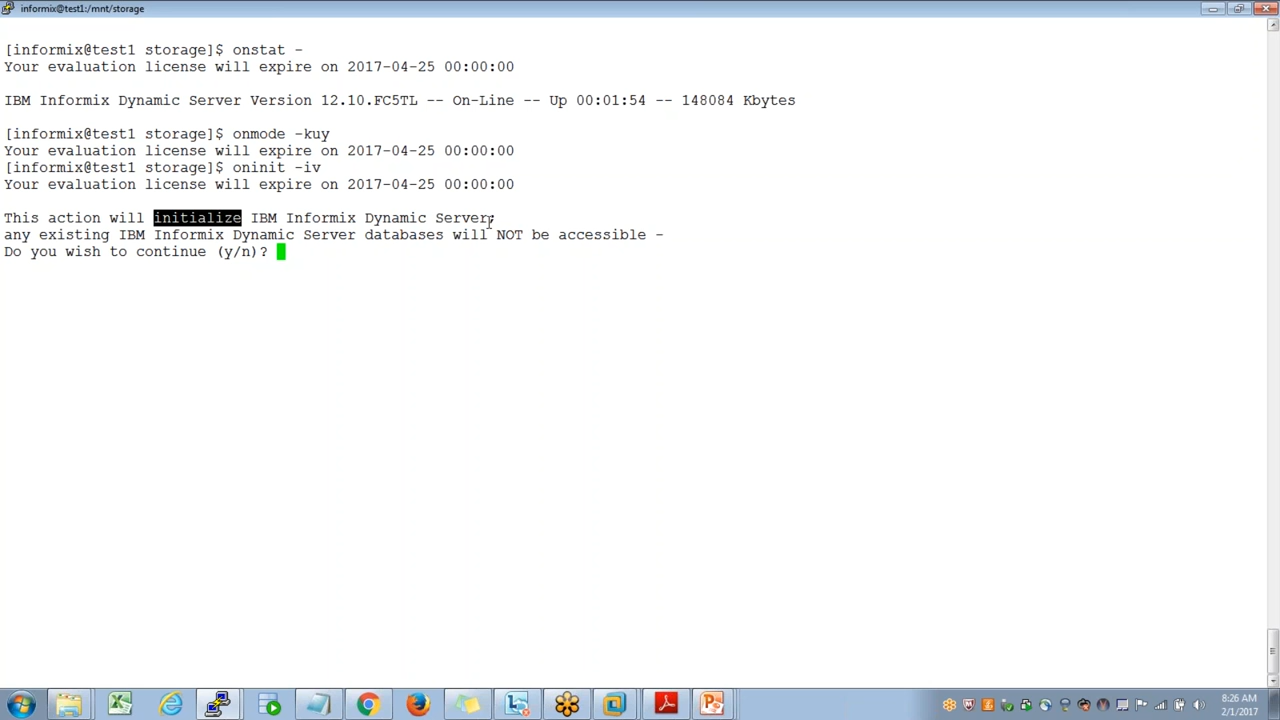 informix@test1:/mnt/storage
[informix@test1 storage]$ onstat -
Your evaluation license will expire on 2017-04-25 00:00:00
IBM Informix Dynamic Server Version 12.10.FC5TL -- On-Line -- Up 00:01:54 -- 148084 Kbytes
[informix@test1 storage]$ onmode -kuy
Your evaluation license will expire on 2017-04-25 00:00:00
[informix@test1 storage]$ oninit -iv
Your evaluation license will expire on 2017-04-25 00:00:00
This action will initialize IBM Informix Dynamic Server;
any existing IBM Informix Dynamic Server databases will NOT be accessible -
Do you wish to continue (y/n)?
8:26 AM
2/1/2017